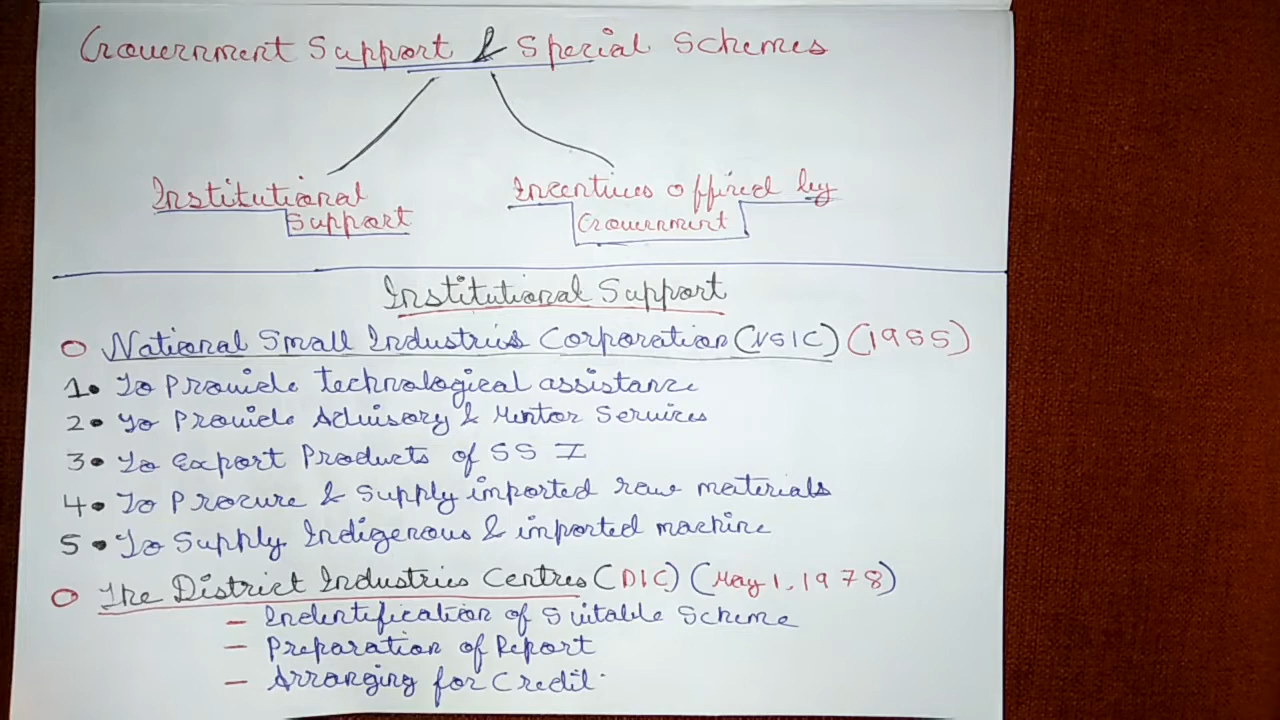 Government Support & Special Schemes
Institutional
Support
Incentives offired by
Government
Institutional Support
National Small Industries Corporation (NSIC) (1955)
1. To Provide technological assistance
2. To Provide Advisory & Mentor Services
3. To Export Products of SS I
4. To Procure & Supply imported raw materials
5. To Supply Indigenous & imported machine
The District Industries Centres (DIC) (May 1, 1978)
– Indentification of Suitable Scheme
– Preparation of Report
– Arranging for Credit